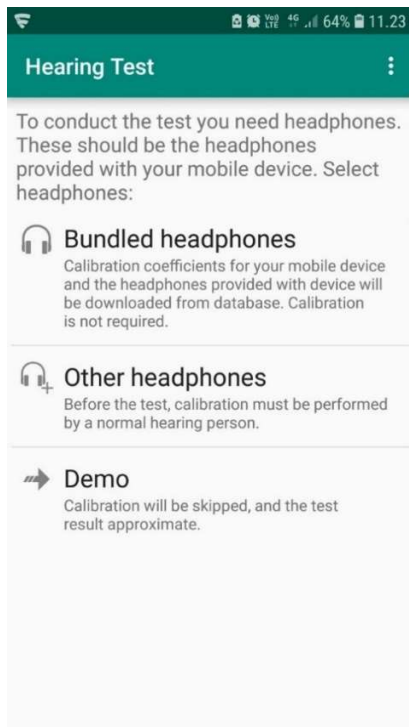 VoD LTE 4G 64% 11.23
Hearing Test
To conduct the test you need headphones.
These should be the headphones
provided with your mobile device. Select
headphones:
Bundled headphones
Calibration coefficients for your mobile device
and the headphones provided with device will
be downloaded from database. Calibration
is not required.
Other headphones
Before the test, calibration must be performed
by a normal hearing person.
Demo
Calibration will be skipped, and the test
result approximate.